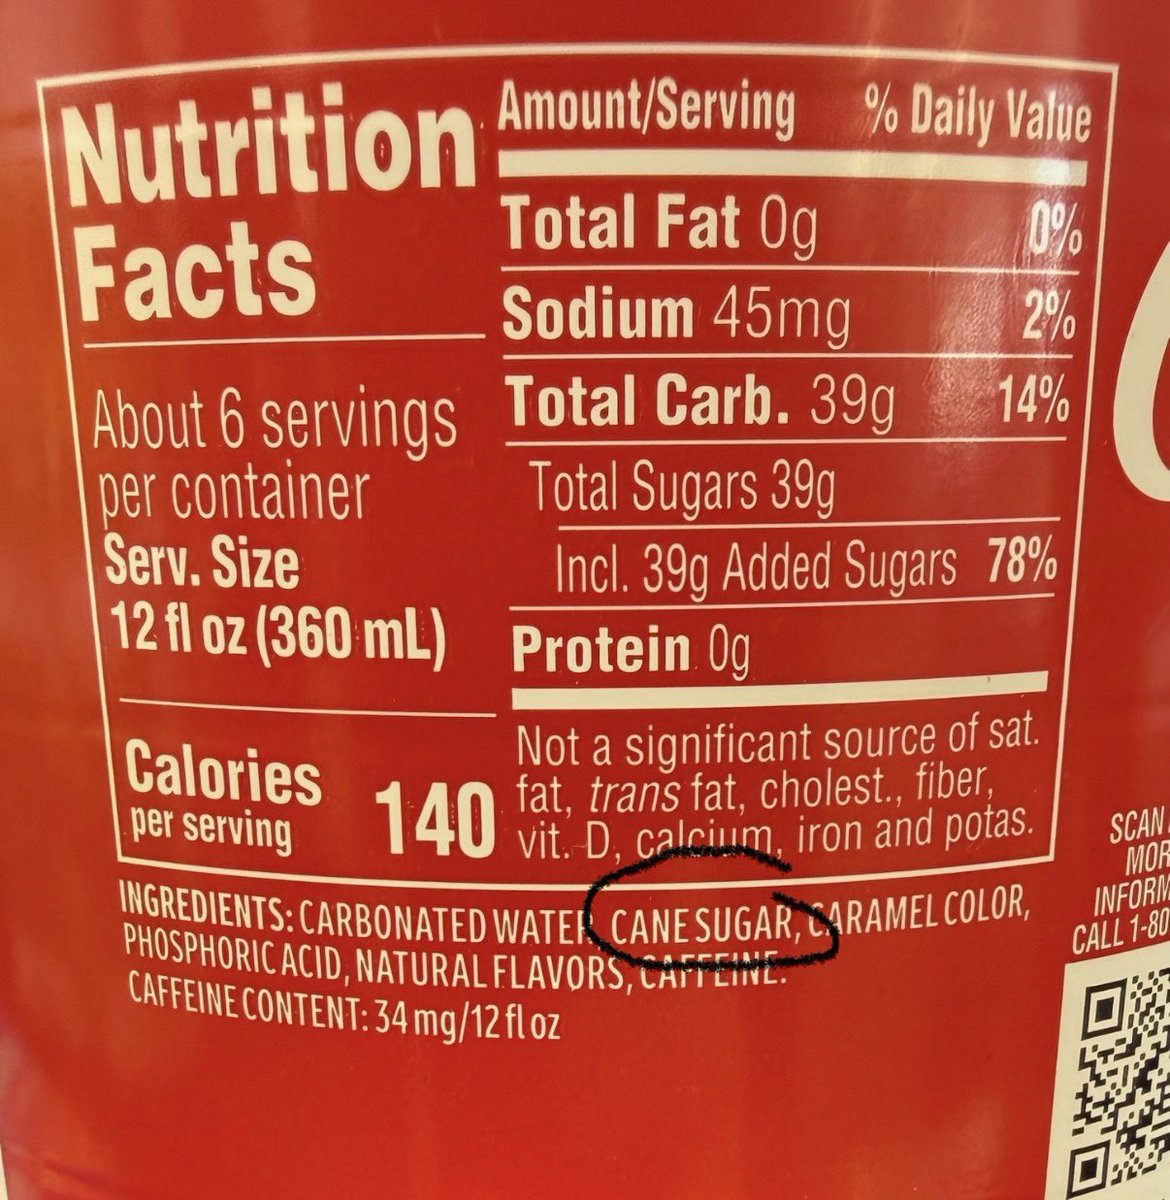 Nutrition
Facts
About 6 servings
per container
Serv. Size
12 fl oz (360 mL)
Calories
per serving
140
Amount/Serving % Daily Value
Total Fat 0g 0%
Sodium 45mg 2%
Total Carb. 39g 14%
Total Sugars 39g
Incl. 39g Added Sugars 78%
Protein 0g
Not a significant source of sat.
fat, trans fat, cholest., fiber,
vit. D, calcium, iron and potas.
INGREDIENTS: CARBONATED WATER, CANE SUGAR, CARAMEL COLOR,
PHOSPHORIC ACID, NATURAL FLAVORS, CAFFEINE.
CAFFEINE CONTENT: 34 mg/12 fl oz
SCAN
MOR
INFORM
CALL 1-80